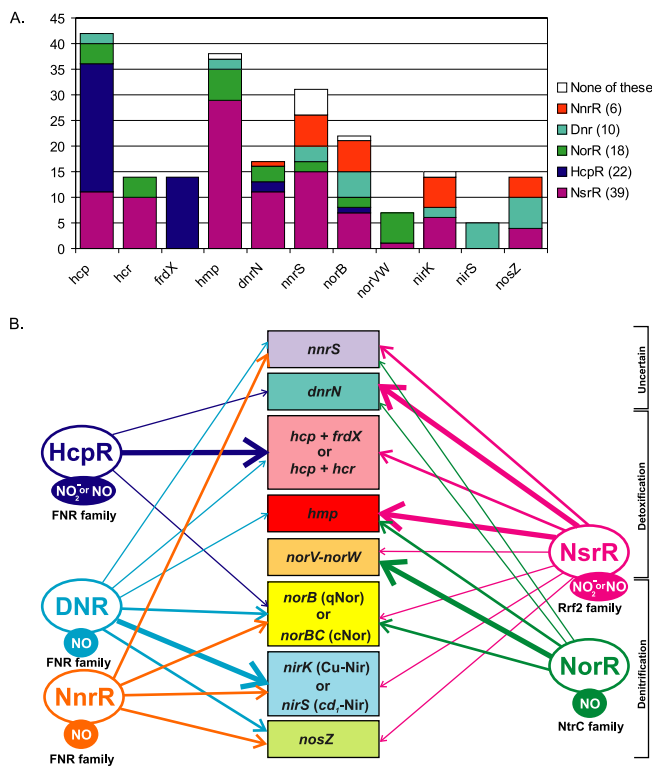 A.
45
40
35
30
25
20
15
10
5
0
hcp
hcr
frdX
hmp
dnrN
nnrS
norB
norVW
nirK
nirS
nosZ
None of these
NnrR (6)
Dnr (10)
NorR (18)
HcpR (22)
NsrR (39)
B.
nnrS
dnrN
hcp + frdX
or
hcp + hcr
hmp
norV-norW
norB (qNor)
or
norBC (cNor)
nirK (Cu-Nir)
or
nirS (cd₁-Nir)
nosZ
HcpR
NO₂⁻ or NO
FNR family
DNR
NO
FNR family
NnrR
NO
FNR family
NsrR
NO₂⁻ or NO
Rrf2 family
NorR
NO
NtrC family
Uncertain
Detoxification
Denitrification